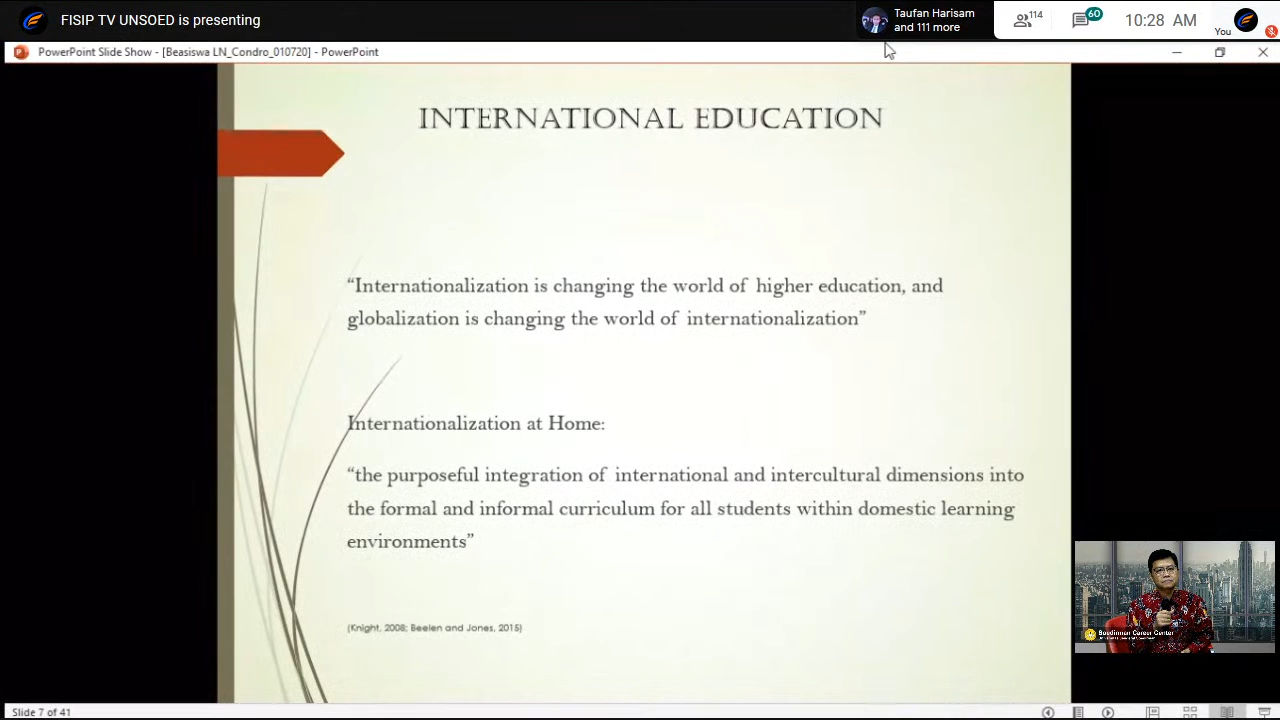 FISIP TV UNSOED is presenting
Taufan Harisam
and 111 more
114
60
10:28 AM
You
PowerPoint Slide Show - [Beasiswa LN_Condro_010720] - PowerPoint
INTERNATIONAL EDUCATION
“Internationalization is changing the world of higher education, and
globalization is changing the world of internationalization”
Internationalization at Home:
“the purposeful integration of international and intercultural dimensions into
the formal and informal curriculum for all students within domestic learning
environments”
(Knight, 2008; Beelen and Jones, 2015)
Boedirman Career Center
Slide 7 of 41